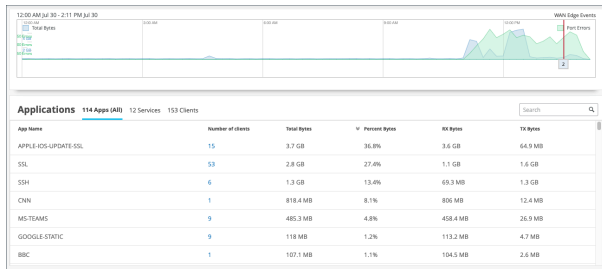 12:00 AM Jul 30 - 2:11 PM Jul 30 WAN Edge Events
Total Bytes Port Errors
2
Applications 114 Apps (All) 12 Services 153 Clients Search
App Name Number of clients Total Bytes Percent Bytes RX Bytes TX Bytes
APPLE-IOS-UPDATE-SSL 15 3.7 GB 36.8% 3.6 GB 64.9 MB
SSL 53 2.8 GB 27.4% 1.1 GB 1.6 GB
SSH 6 1.3 GB 13.4% 69.3 MB 1.3 GB
CNN 1 818.4 MB 8.1% 806 MB 12.4 MB
MS-TEAMS 9 485.3 MB 4.8% 458.4 MB 26.9 MB
GOOGLE-STATIC 9 118 MB 1.2% 113.2 MB 4.7 MB
BBC 1 107.1 MB 1.1% 104.5 MB 2.6 MB